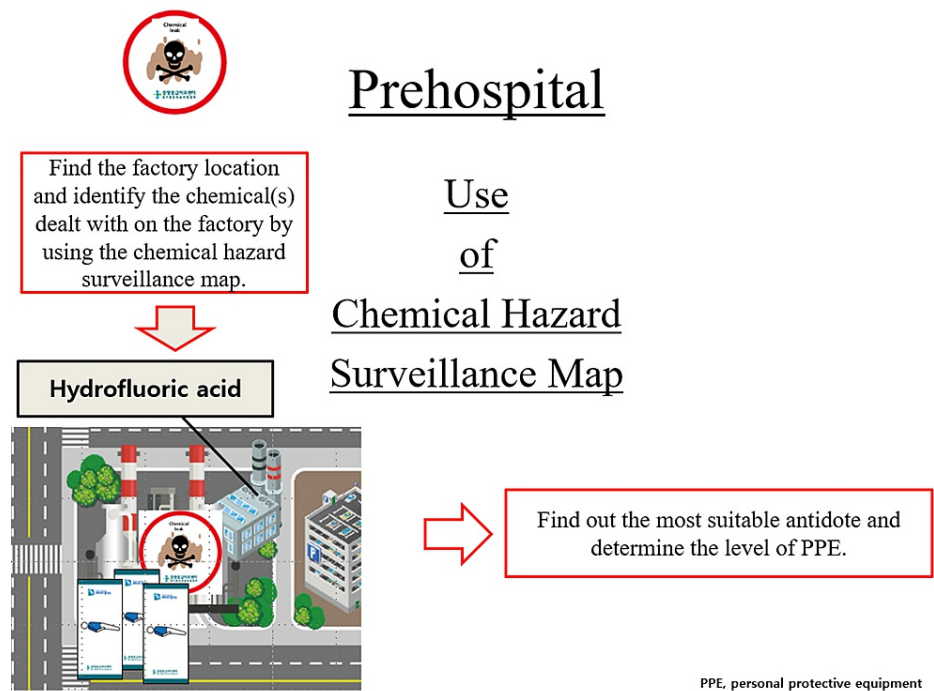 Chemical
leak
Prehospital
Find the factory location
and identify the chemical(s)
dealt with on the factory by
using the chemical hazard
surveillance map.
Use
of
Chemical Hazard
Surveillance Map
Hydrofluoric acid
Chemical
leak
P
Find out the most suitable antidote and
determine the level of PPE.
PPE, personal protective equipment